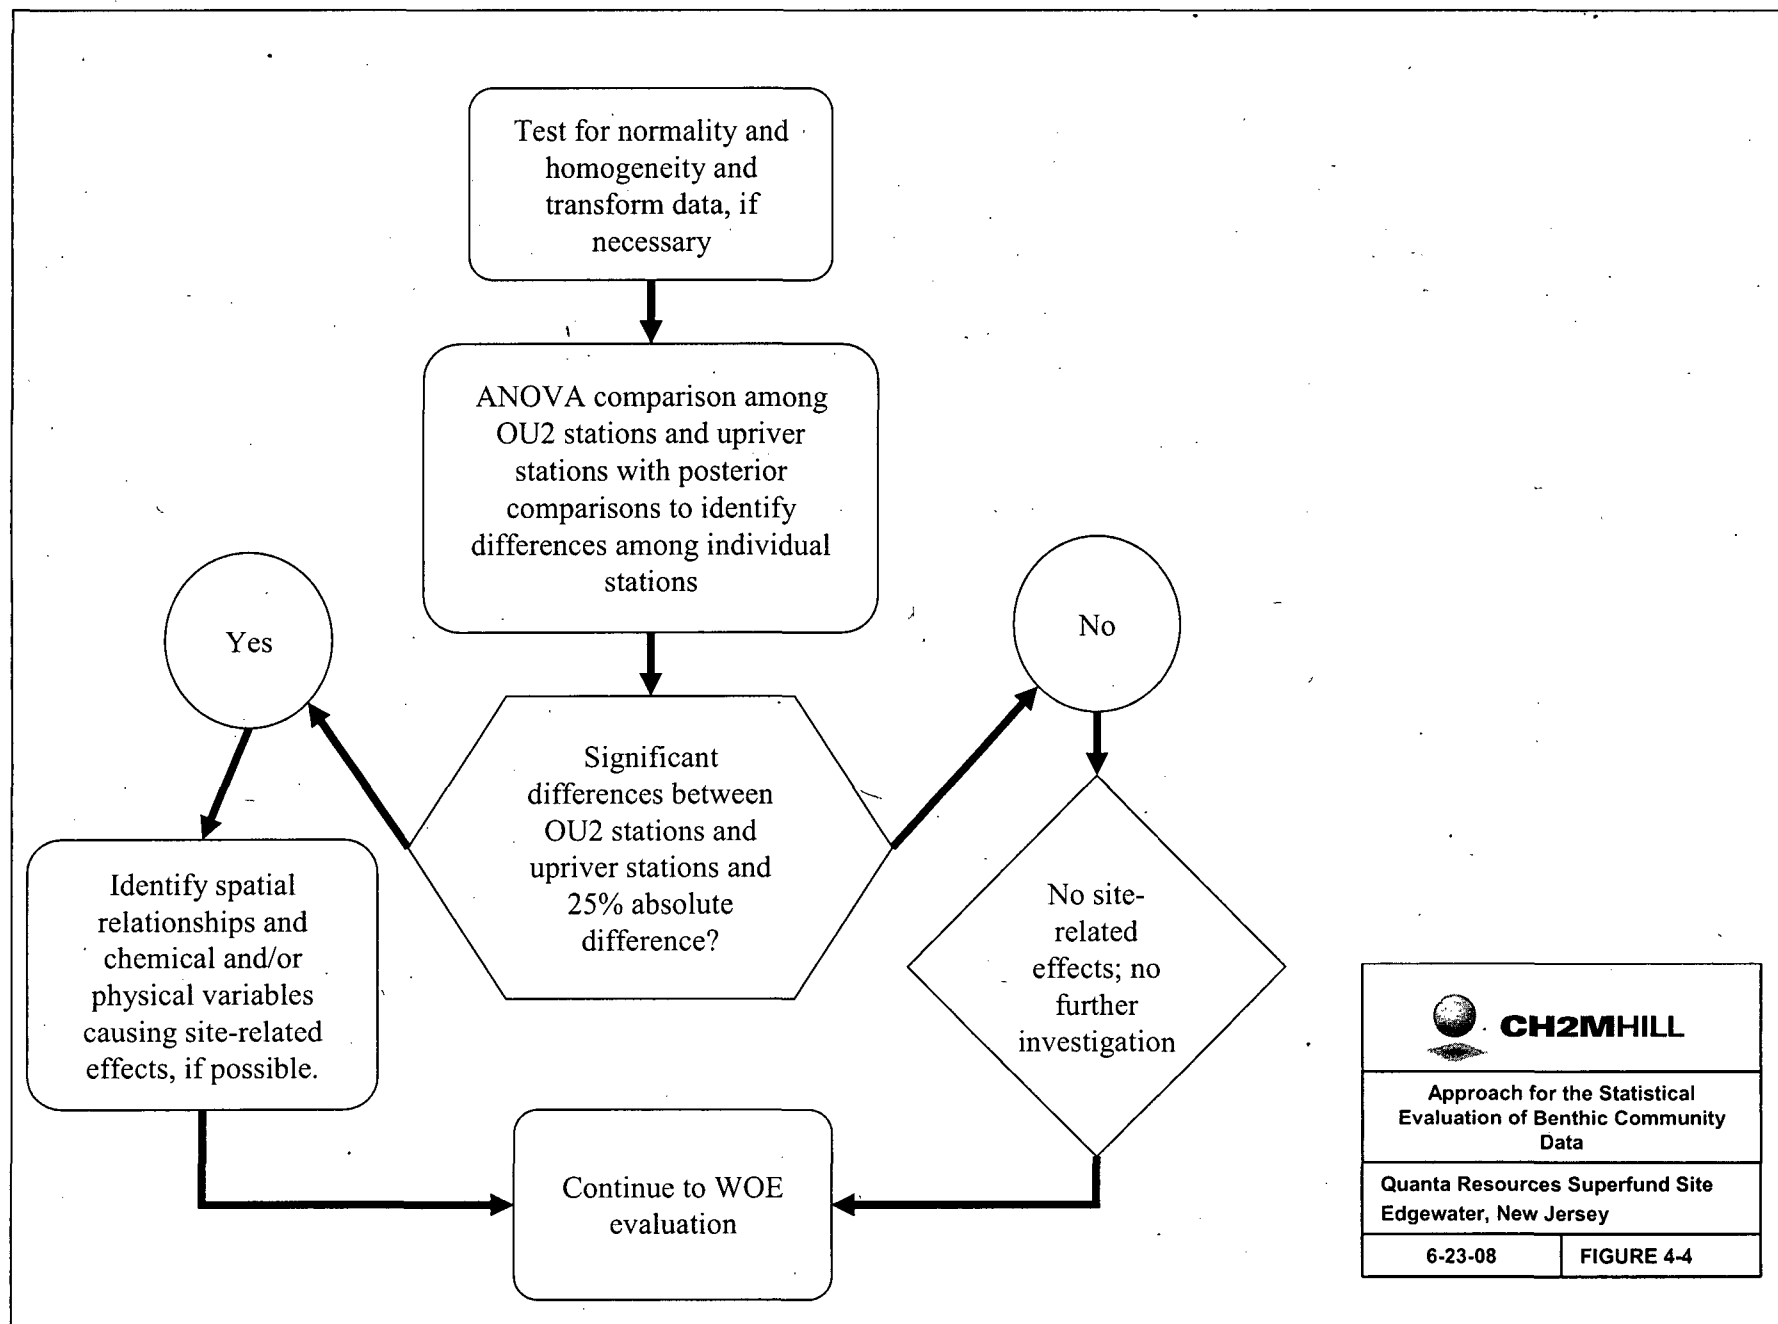 Test for normality and
homogeneity and
transform data, if
necessary
ANOVA comparison among
OU2 stations and upriver
stations with posterior
comparisons to identify
differences among individual
stations
Yes
No
Significant
differences between
OU2 stations and
upriver stations and
25% absolute
difference?
Identify spatial
relationships and
chemical and/or
physical variables
causing site-related
effects, if possible.
No site-
related
effects; no
further
investigation
Continue to WOE
evaluation
CH2MHILL
Approach for the Statistical
Evaluation of Benthic Community
Data
Quanta Resources Superfund Site
Edgewater, New Jersey
6-23-08
FIGURE 4-4